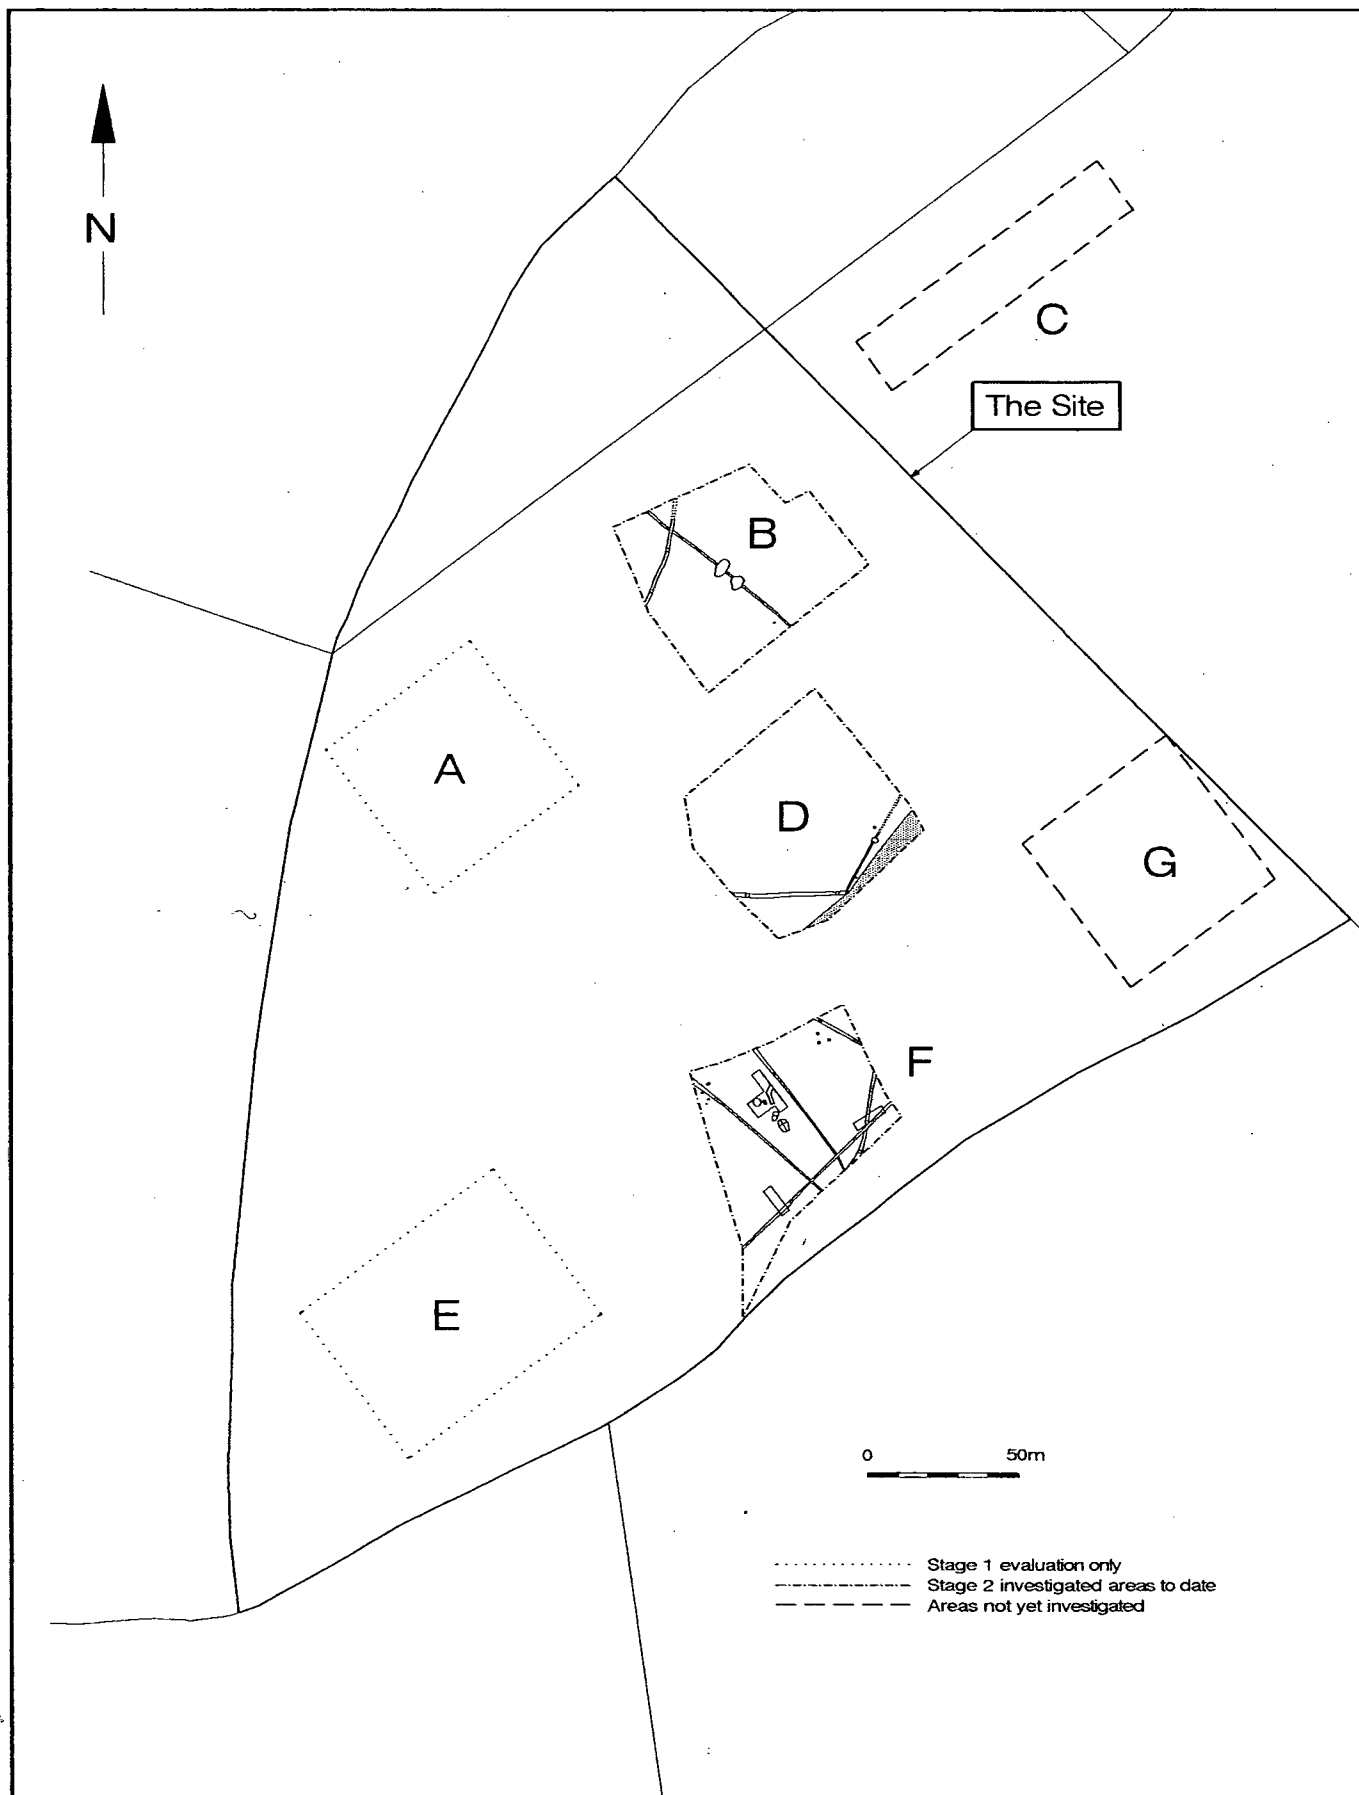 N
C
The Site
B
A
D
G
F
E
0 50m
Stage 1 evaluation only
Stage 2 investigated areas to date
Areas not yet investigated